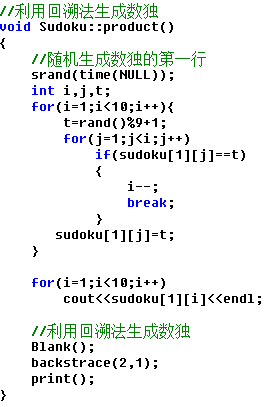 //利用回溯法生成数独
void Sudoku::product()
{
    //随机生成数独的第一行
    srand(time(NULL));
    int i,j,t;
    for(i=1;i<10;i++){
        t=rand()%9+1;
        for(j=1;j<i;j++)
            if(sudoku[1][j]==t)
            {
                i--;
                break;
            }
       sudoku[1][j]=t;
    }

    for(i=1;i<10;i++)
        cout<<sudoku[1][i]<<endl;

    //利用回溯法生成数独
    Blank();
    backstrace(2,1);
    print();
}